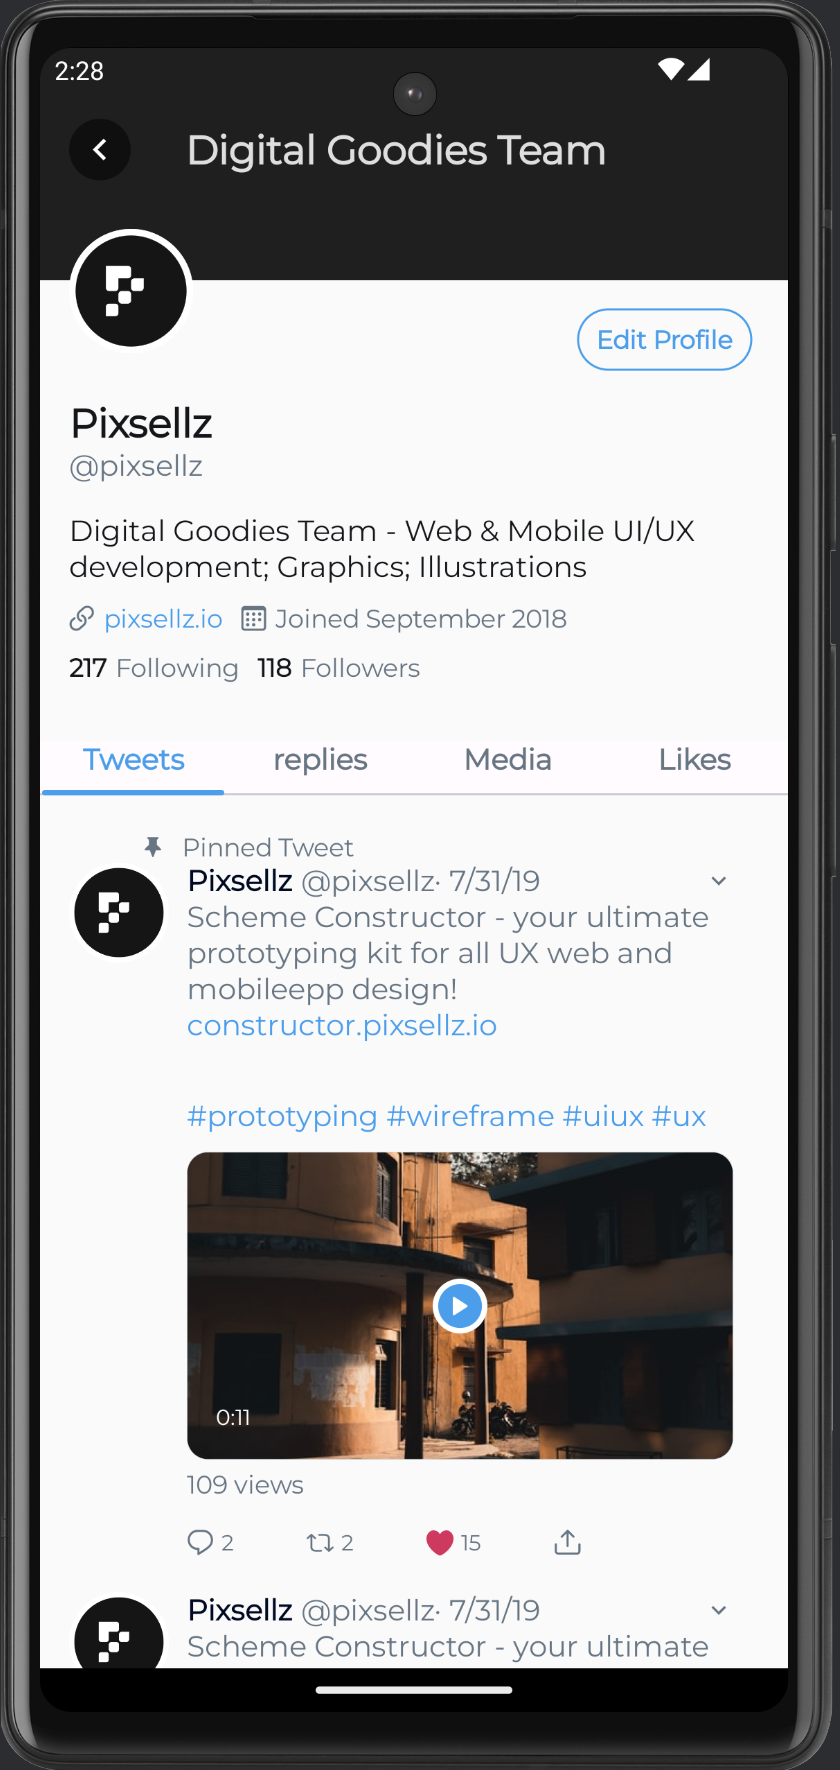 2:28
Digital Goodies Team
Edit Profile
Pixsellz
@pixsellz
Digital Goodies Team - Web & Mobile UI/UX
development; Graphics; Illustrations
pixsellz.io Joined September 2018
217 Following 118 Followers
Tweets replies Media Likes
Pinned Tweet
Pixsellz @pixsellz· 7/31/19
Scheme Constructor - your ultimate
prototyping kit for all UX web and
mobileepp design!
constructor.pixsellz.io
#prototyping #wireframe #uiux #ux
0:11
109 views
2 2 15
Pixsellz @pixsellz· 7/31/19
Scheme Constructor - your ultimate